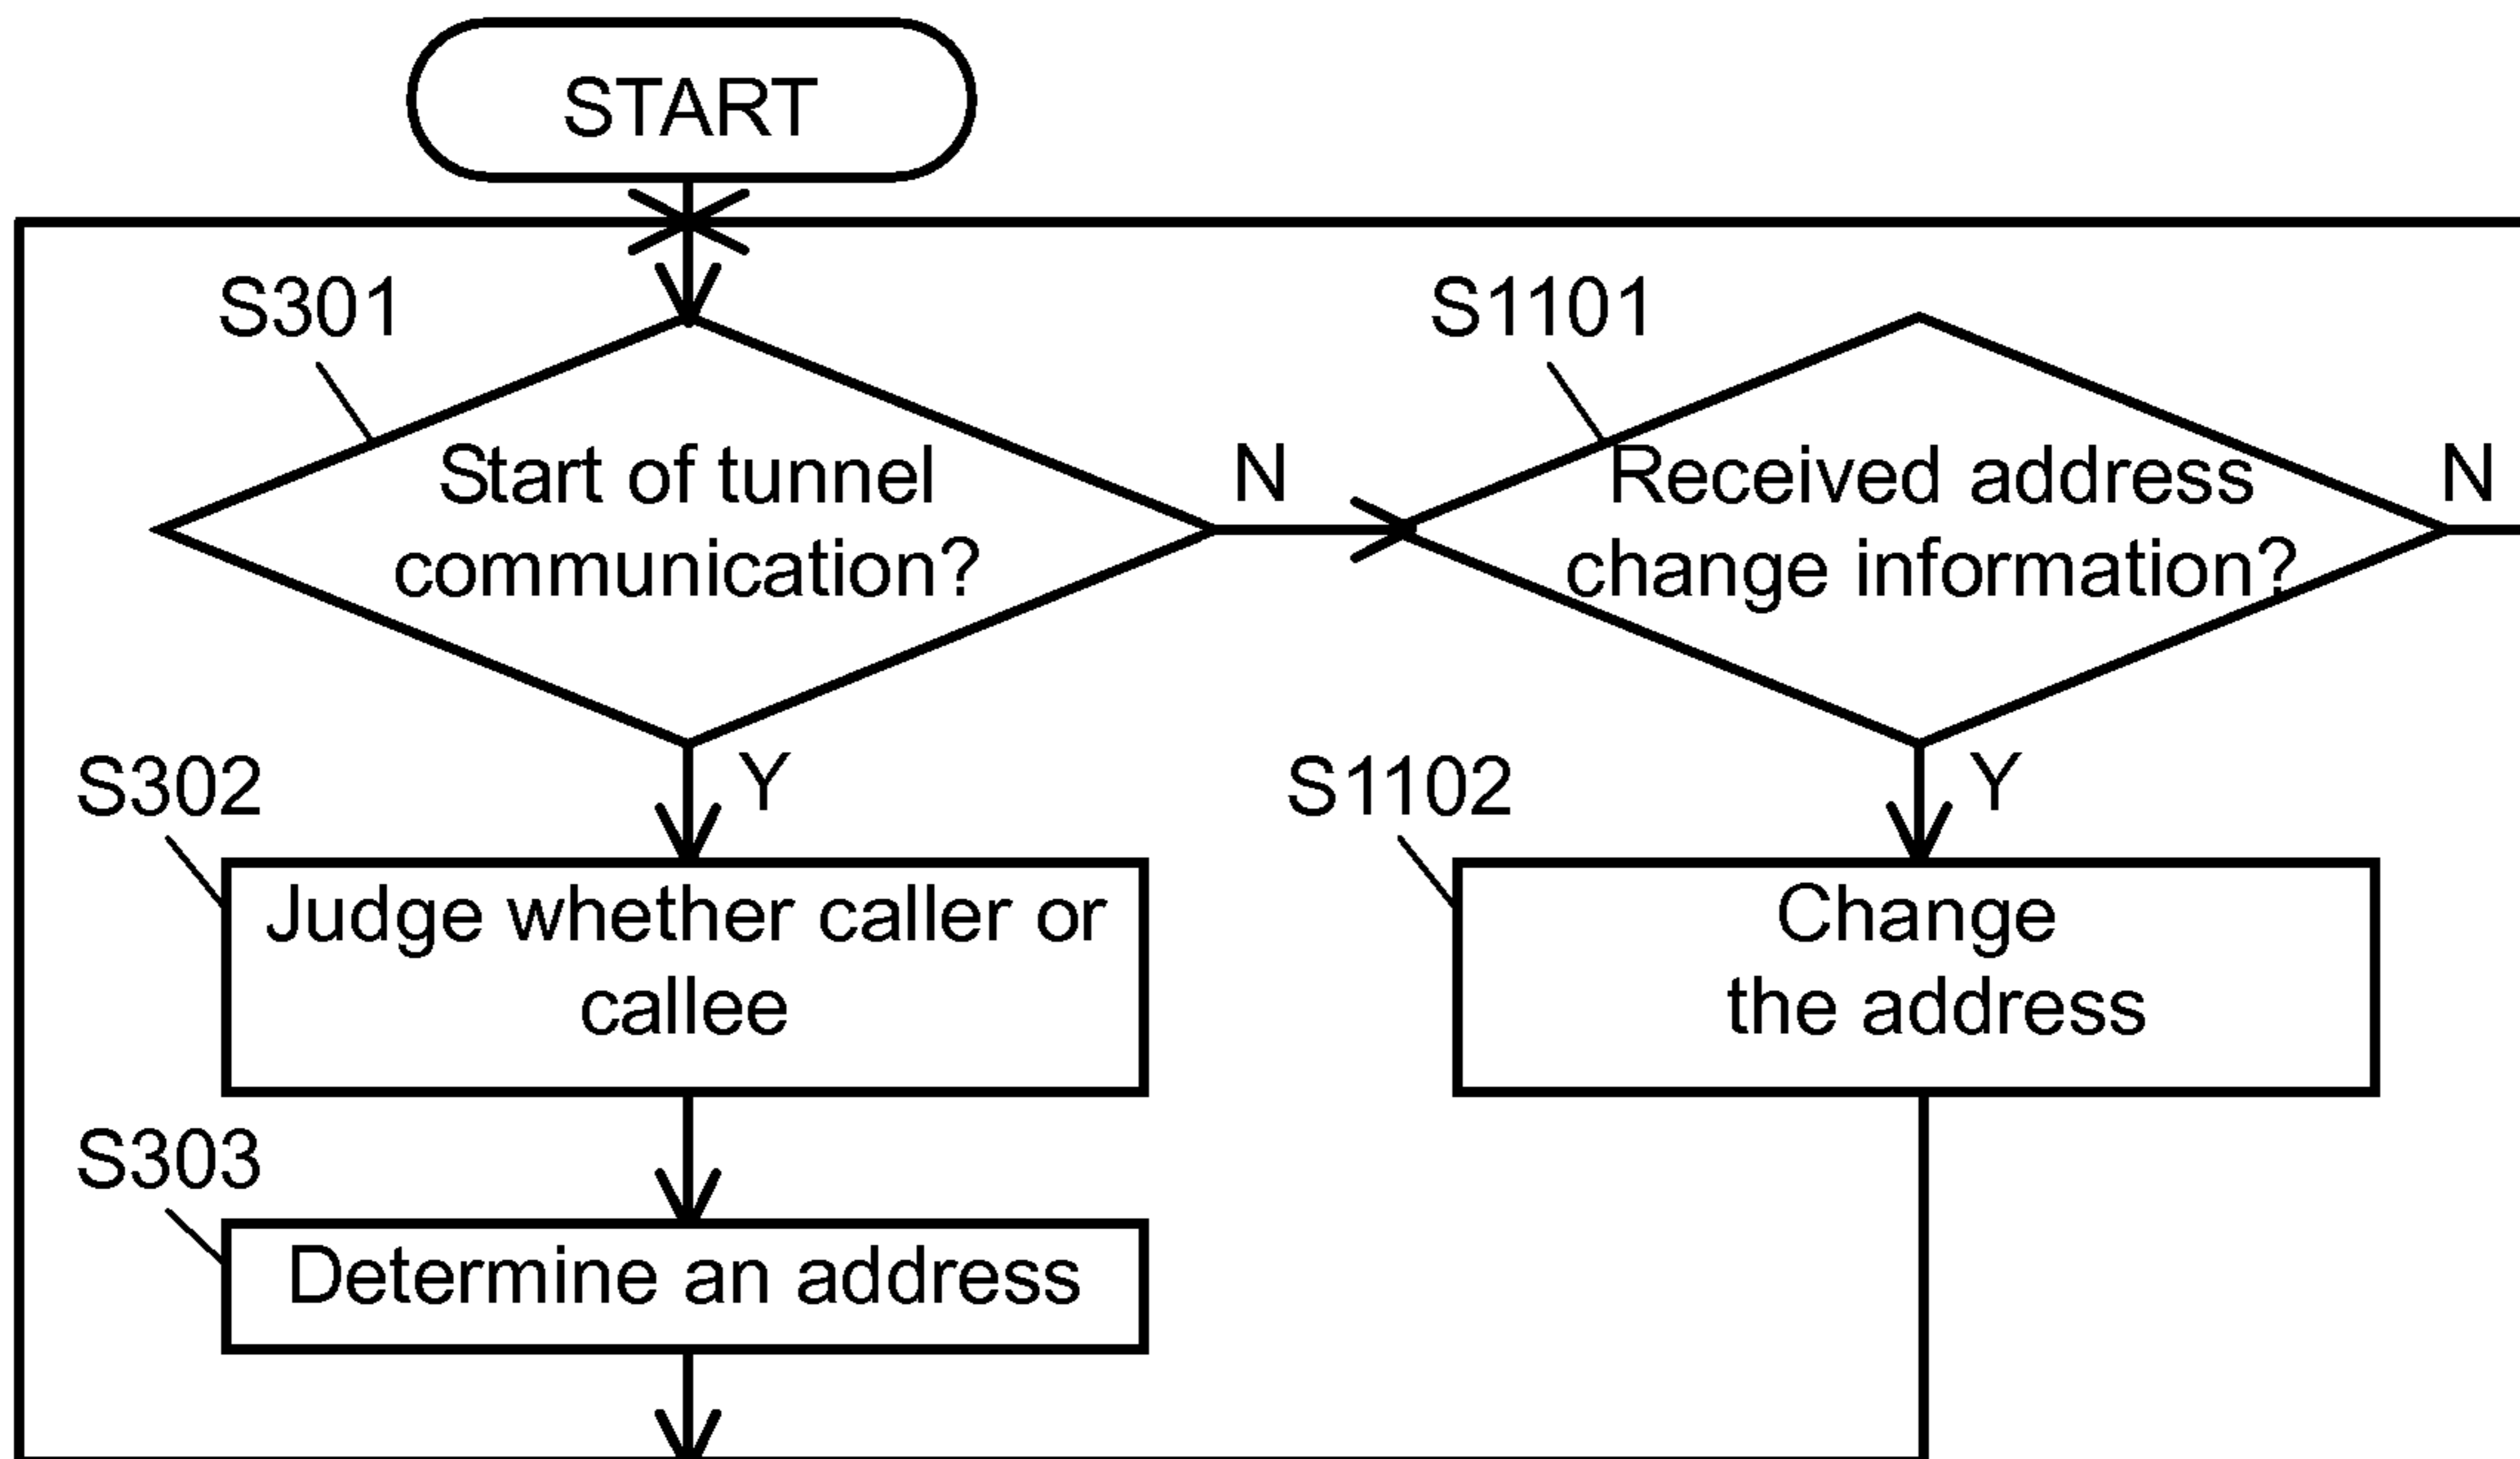 START
S301
Start of tunnel
communication?
N
S1101
Received address
change information?
N
Y
S302
Judge whether caller or
callee
Y
S1102
Change
the address
S303
Determine an address